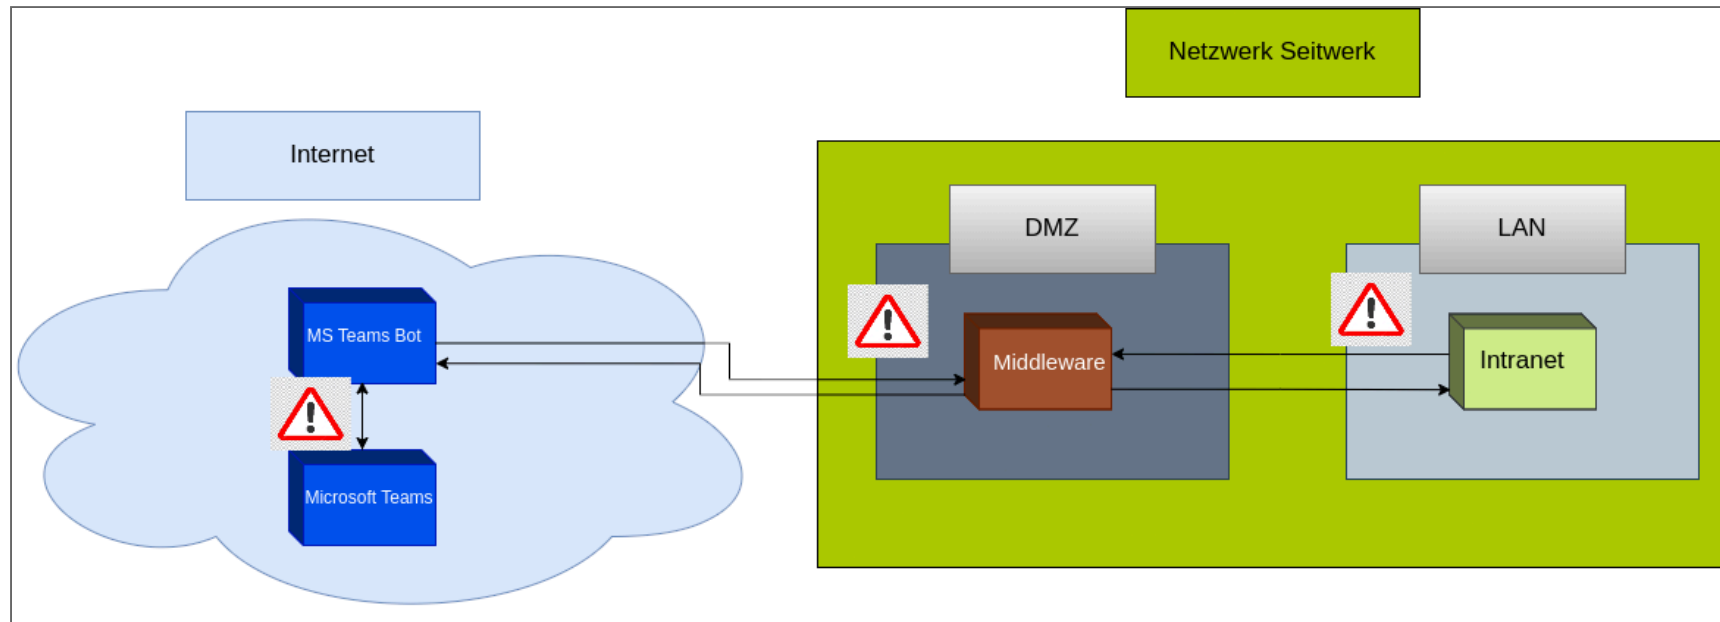 Netzwerk Seitwerk
Internet
DMZ
LAN
MS Teams Bot
Middleware
Intranet
Microsoft Teams